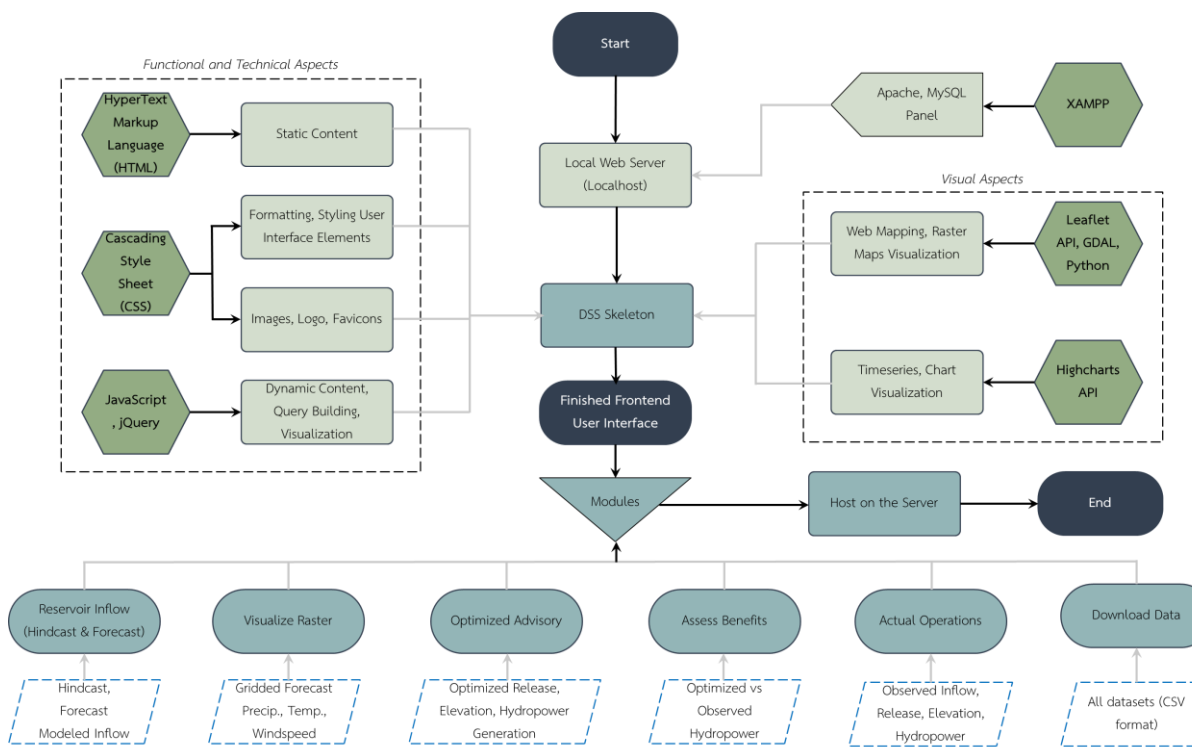 Start
Functional and Technical Aspects
HyperText
Markup
Language
(HTML)
Static Content
Cascading
Style
Sheet
(CSS)
Formatting, Styling User
Interface Elements
Images, Logo, Favicons
JavaScript
, jQuery
Dynamic Content,
Query Building,
Visualization
Local Web Server
(Localhost)
Apache, MySQL
Panel
XAMPP
Visual Aspects
Web Mapping, Raster
Maps Visualization
Leaflet
API, GDAL,
Python
Timeseries, Chart
Visualization
Highcharts
API
DSS Skeleton
Finished Frontend
User Interface
Modules
Host on the Server
End
Reservoir Inflow
(Hindcast & Forecast)
Visualize Raster
Optimized Advisory
Assess Benefits
Actual Operations
Download Data
Hindcast,
Forecast
Modeled Inflow
Gridded Forecast
Precip., Temp.,
Windspeed
Optimized Release,
Elevation, Hydropower
Generation
Optimized vs
Observed
Hydropower
Observed Inflow,
Release, Elevation,
Hydropower
All datasets (CSV
format)